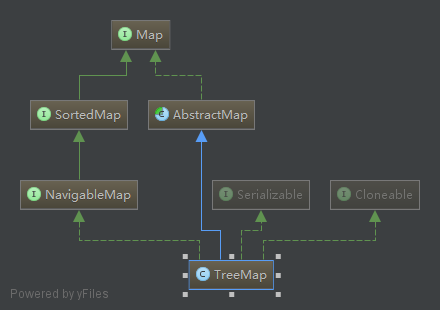 I Map
I SortedMap
C AbstractMap
I NavigableMap
I Serializable
I Cloneable
C TreeMap
Powered by yFiles